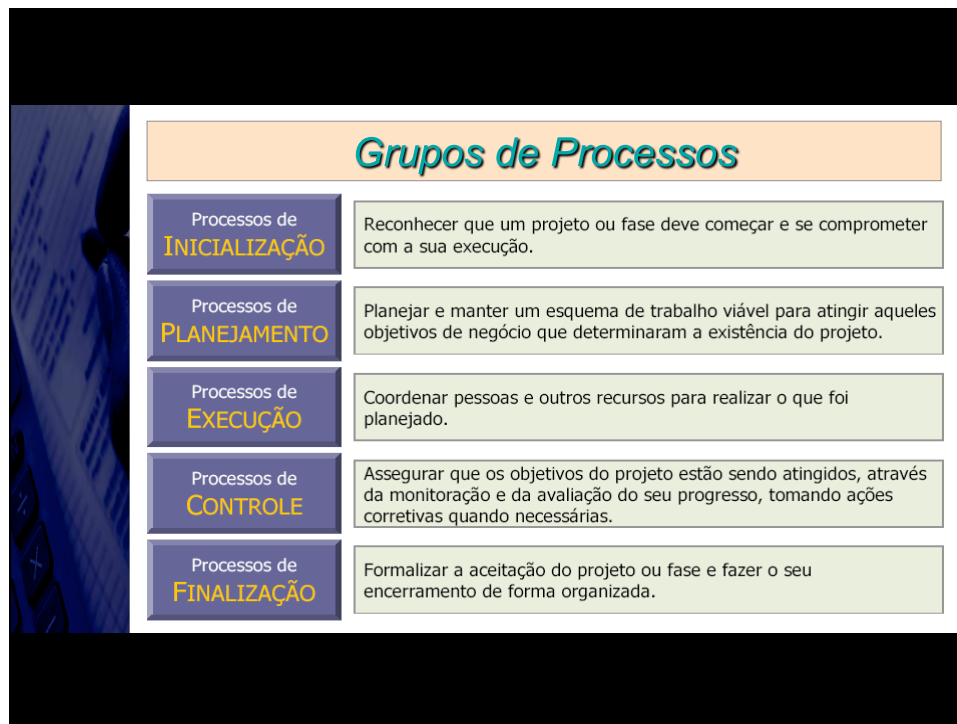 Grupos de Processos
Processos de
INICIALIZAÇÃO
Reconhecer que um projeto ou fase deve começar e se comprometer
com a sua execução.
Processos de
PLANEJAMENTO
Planejar e manter um esquema de trabalho viável para atingir aqueles
objetivos de negócio que determinaram a existência do projeto.
Processos de
EXECUÇÃO
Coordenar pessoas e outros recursos para realizar o que foi
planejado.
Processos de
CONTROLE
Assegurar que os objetivos do projeto estão sendo atingidos, através
da monitoração e da avaliação do seu progresso, tomando ações
corretivas quando necessárias.
Processos de
FINALIZAÇÃO
Formalizar a aceitação do projeto ou fase e fazer o seu
encerramento de forma organizada.